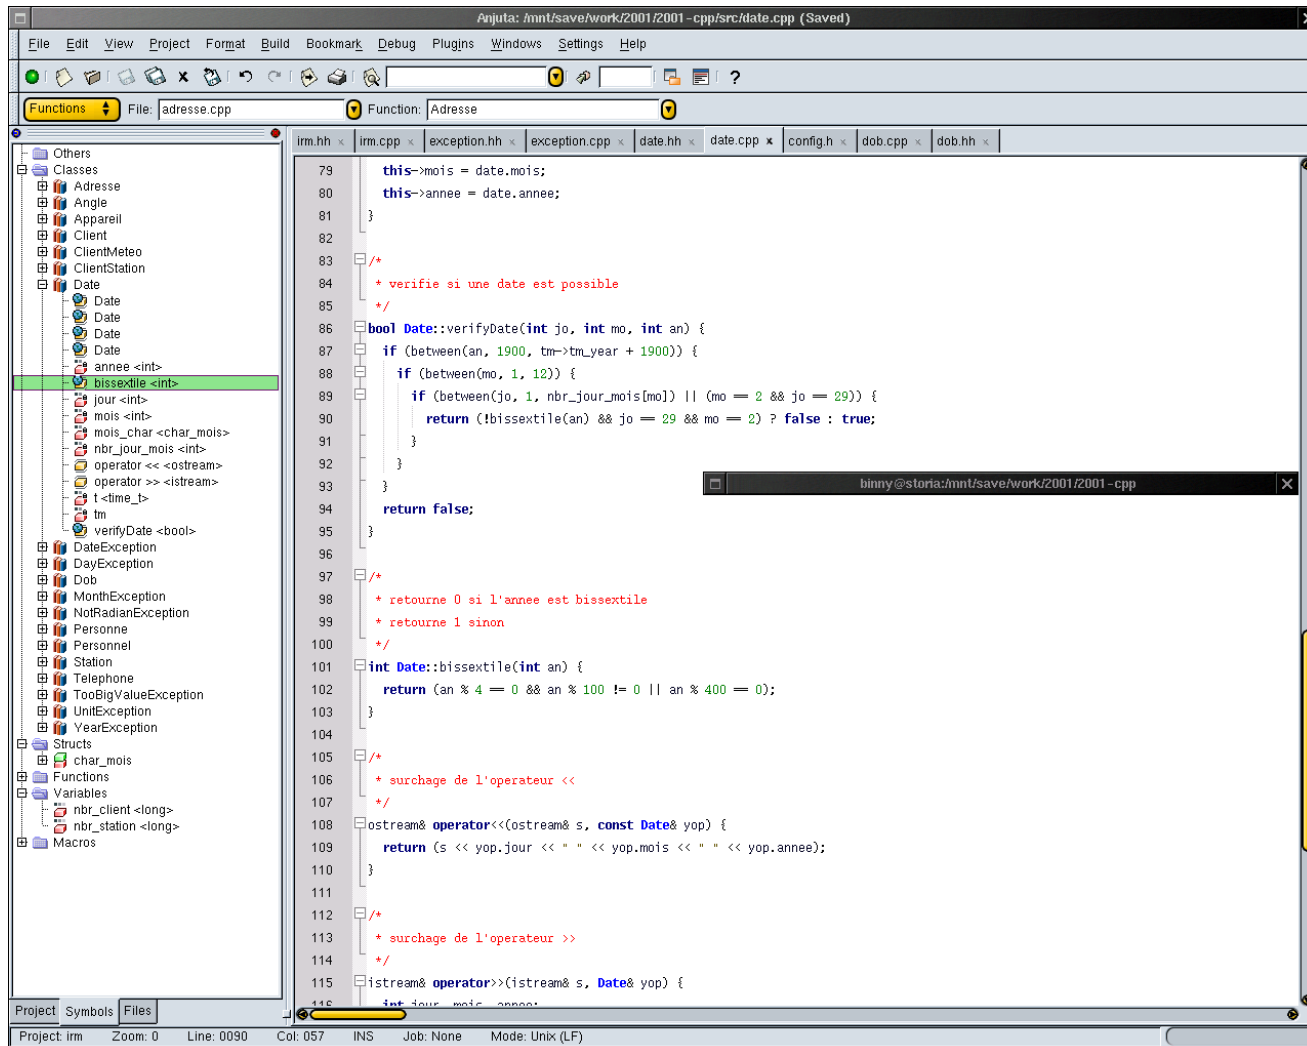 Anjuta: /mnt/save/work/2001/2001-cpp/src/date.cpp (Saved)
File Edit View Project Format Build Bookmark Debug Plugins Windows Settings Help
?
Functions File: adresse.cpp Function: Adresse
irm.hh x irm.cpp x exception.hh x exception.cpp x date.hh x date.cpp x config.h x dob.cpp x dob.hh x
Others
Classes
Adresse
Angle
Appareil
Client
ClientMeteo
ClientStation
Date
Date
Date
Date
Date
annee <int>
bissextile <int>
jour <int>
mois <int>
mois_char <char_mois>
nbr_jour_mois <int>
operator << <ostream>
operator >> <istream>
t <time_t>
tm
verifyDate <bool>
DateException
DayException
Dob
MonthException
NotRadianException
Personne
Personnel
Station
Telephone
TooBigValueException
UnitException
YearException
Structs
char_mois
Functions
Variables
nbr_client <long>
nbr_station <long>
Macros
Project Symbols Files
79 this->mois = date.mois;
80 this->annee = date.annee;
81 }
82
83 /*
84 * verifie si une date est possible
85 */
86 bool Date::verifyDate(int jo, int mo, int an) {
87 if (between(an, 1900, tm->tm_year + 1900)) {
88 if (between(mo, 1, 12)) {
89 if (between(jo, 1, nbr_jour_mois[mo]) || (mo == 2 && jo == 29)) {
90 return (!bissextile(an) && jo == 29 && mo == 2) ? false : true;
91 }
92 }
93 }
94 return false;
95 }
96
97 /*
98 * retourne 0 si l'annee est bissextile
99 * retourne 1 sinon
100 */
101 int Date::bissextile(int an) {
102 return (an % 4 == 0 && an % 100 != 0 || an % 400 == 0);
103 }
104
105 /*
106 * surchage de l'operateur <<
107 */
108 ostream& operator<<(ostream& s, const Date& yop) {
109 return (s << yop.jour << " " << yop.mois << " " << yop.annee);
110 }
111
112 /*
113 * surchage de l'operateur >>
114 */
115 istream& operator>>(istream& s, Date& yop) {
116 int jour, mois, annee;
binny@storia:/mnt/save/work/2001/2001-cpp
Project: irm Zoom: 0 Line: 0090 Col: 057 INS Job: None Mode: Unix (LF)